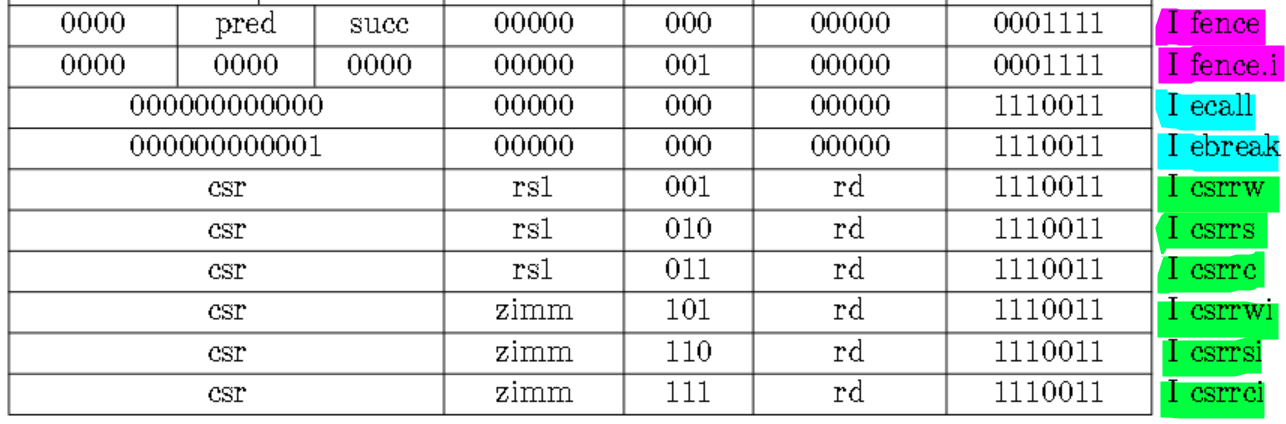 0000 pred succ 00000 000 00000 0001111 I fence
0000 0000 0000 00000 001 00000 0001111 I fence.i
000000000000 00000 000 00000 1110011 I ecall
000000000001 00000 000 00000 1110011 I ebreak
csr rs1 001 rd 1110011 I csrrw
csr rs1 010 rd 1110011 I csrrs
csr rs1 011 rd 1110011 I csrrc
csr zimm 101 rd 1110011 I csrrwi
csr zimm 110 rd 1110011 I csrrsi
csr zimm 111 rd 1110011 I csrrci